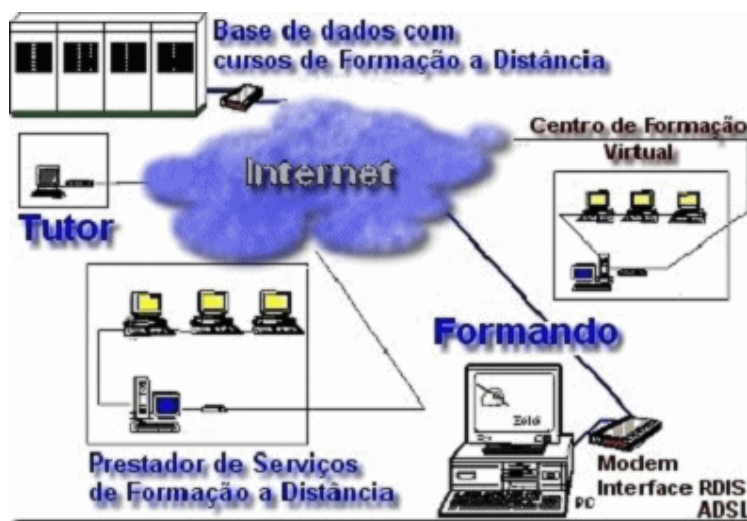 Base de dados com
cursos de Formação a Distância
Centro de Formação
Virtual
Internet
Tutor
Formando
Prestador de Serviços
de Formação a Distância
PC
Modem
Interface RDIS
ADSL